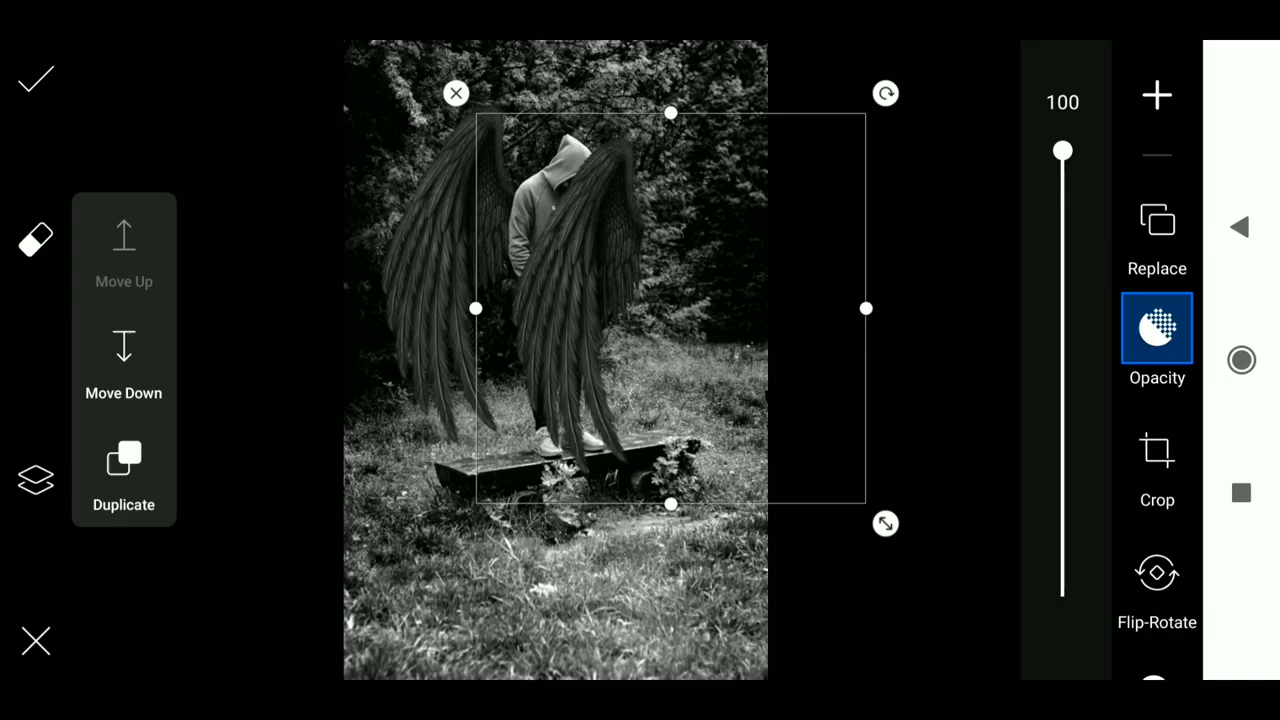 Move Up
Move Down
Duplicate
100
Replace
Opacity
Crop
Flip-Rotate